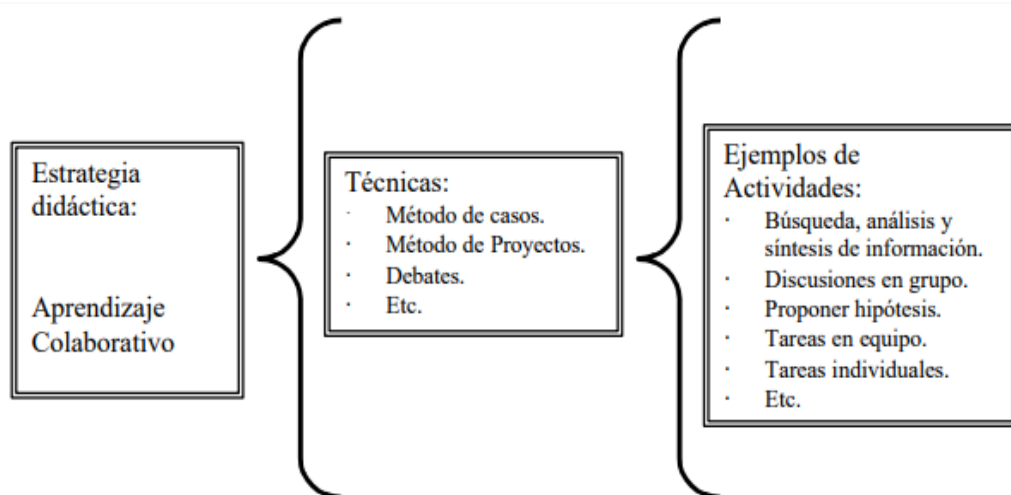 Estrategia
didáctica:
Aprendizaje
Colaborativo
Técnicas:
· Método de casos.
· Método de Proyectos.
· Debates.
· Etc.
Ejemplos de
Actividades:
· Búsqueda, análisis y
síntesis de información.
· Discusiones en grupo.
· Proponer hipótesis.
· Tareas en equipo.
· Tareas individuales.
· Etc.